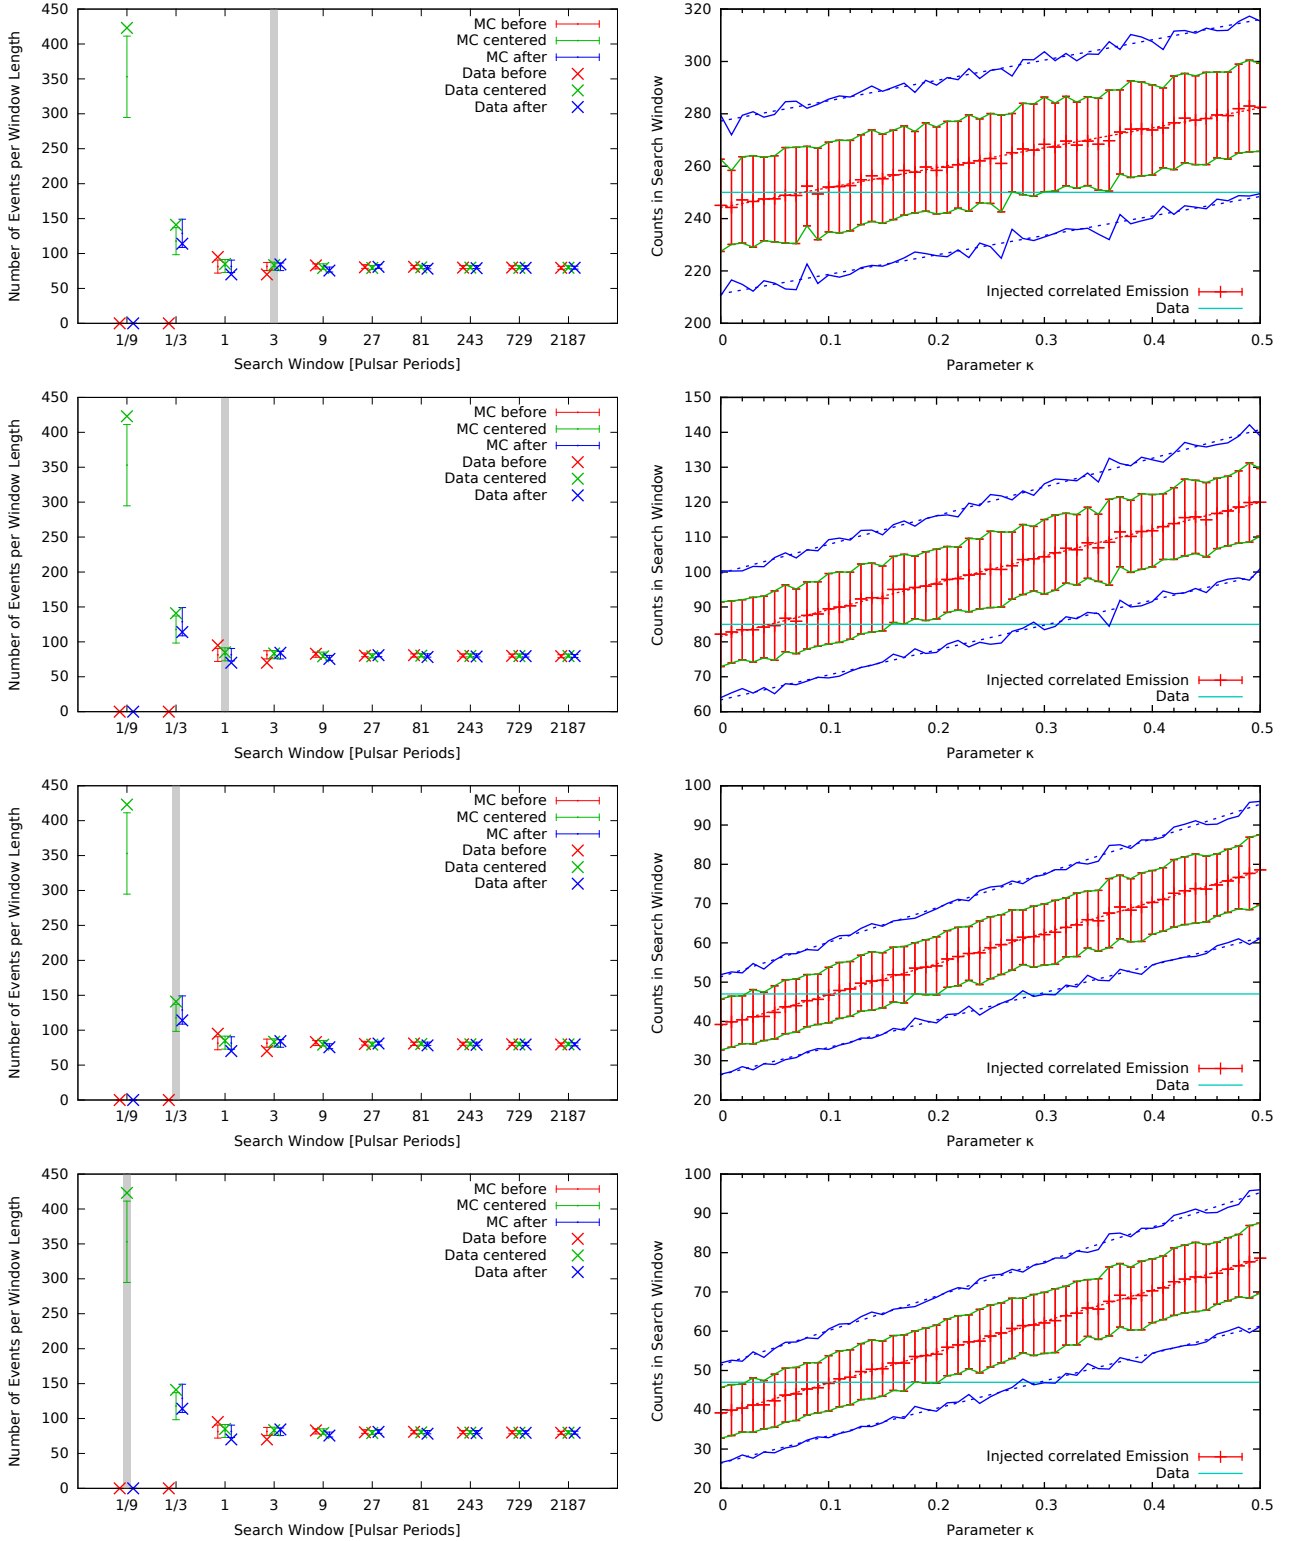 Number of Events per Window Length
450
400
350
300
250
200
150
100
50
0
1/9 1/3 1 3 9 27 81 243 729 2187
Search Window [Pulsar Periods]
MC before
MC centered
MC after
Data before
Data centered
Data after
Counts in Search Window
320
300
280
260
240
220
200
0 0.1 0.2 0.3 0.4 0.5
Parameter κ
Injected correlated Emission
Data
Number of Events per Window Length
450
400
350
300
250
200
150
100
50
0
1/9 1/3 1 3 9 27 81 243 729 2187
Search Window [Pulsar Periods]
MC before
MC centered
MC after
Data before
Data centered
Data after
Counts in Search Window
150
140
130
120
110
100
90
80
70
60
0 0.1 0.2 0.3 0.4 0.5
Parameter κ
Injected correlated Emission
Data
Number of Events per Window Length
450
400
350
300
250
200
150
100
50
0
1/9 1/3 1 3 9 27 81 243 729 2187
Search Window [Pulsar Periods]
MC before
MC centered
MC after
Data before
Data centered
Data after
Counts in Search Window
100
90
80
70
60
50
40
30
20
0 0.1 0.2 0.3 0.4 0.5
Parameter κ
Injected correlated Emission
Data
Number of Events per Window Length
450
400
350
300
250
200
150
100
50
0
1/9 1/3 1 3 9 27 81 243 729 2187
Search Window [Pulsar Periods]
MC before
MC centered
MC after
Data before
Data centered
Data after
Counts in Search Window
100
90
80
70
60
50
40
30
20
0 0.1 0.2 0.3 0.4 0.5
Parameter κ
Injected correlated Emission
Data